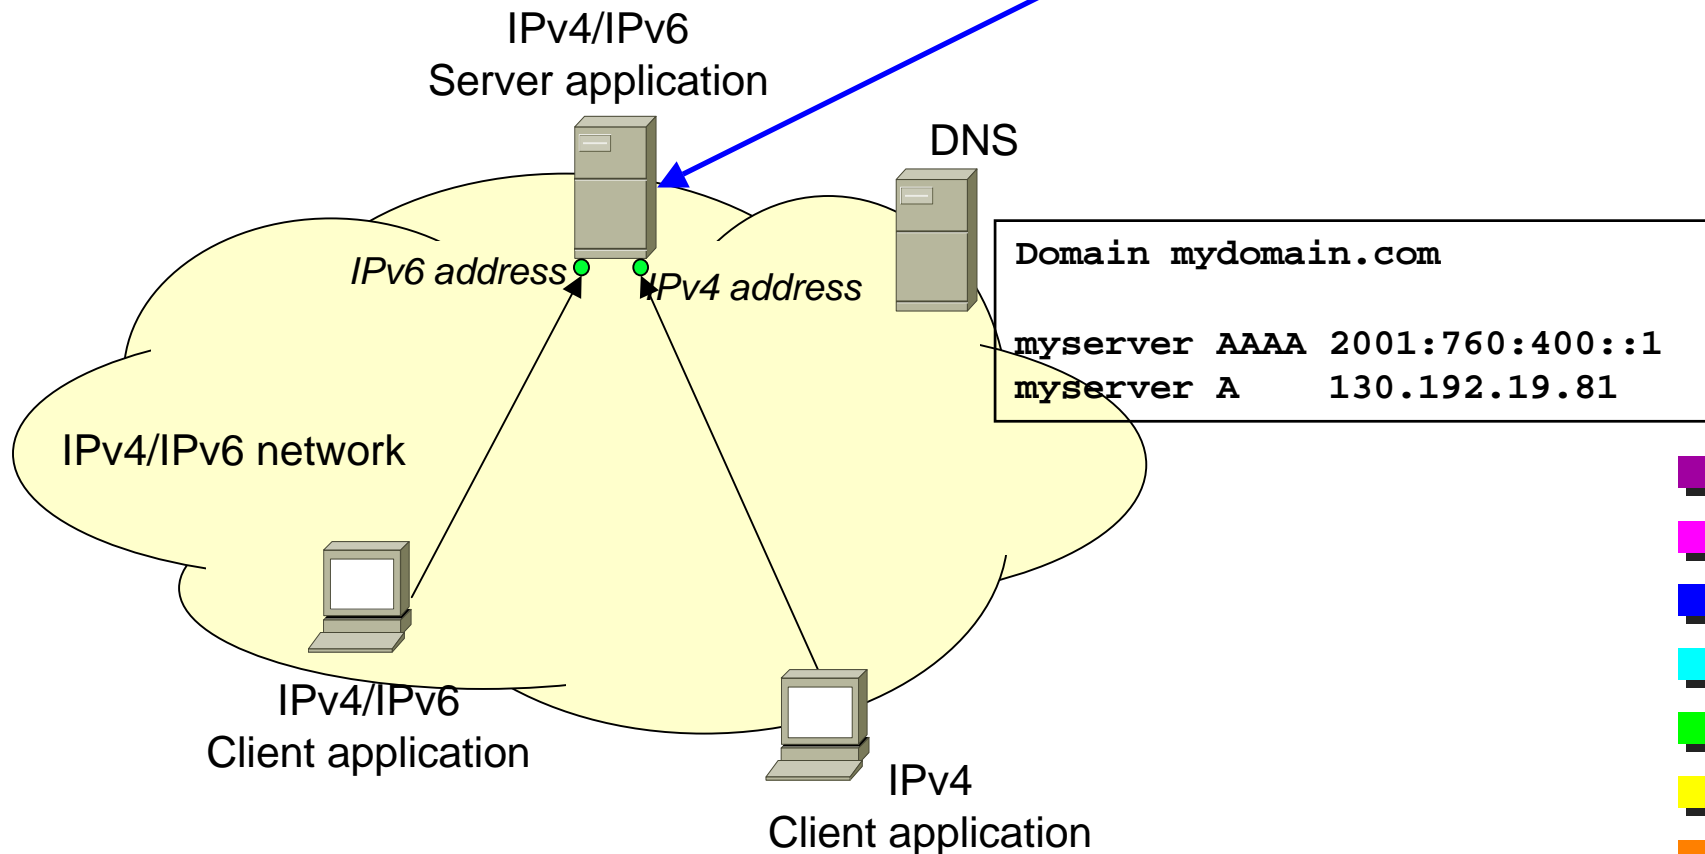 IPv4/IPv6
Server application
DNS
Domain mydomain.com
IPv6 address
IPv4 address
myserver AAAA 2001:760:400::1
myserver A 130.192.19.81
IPv4/IPv6 network
IPv4/IPv6
Client application
IPv4
Client application